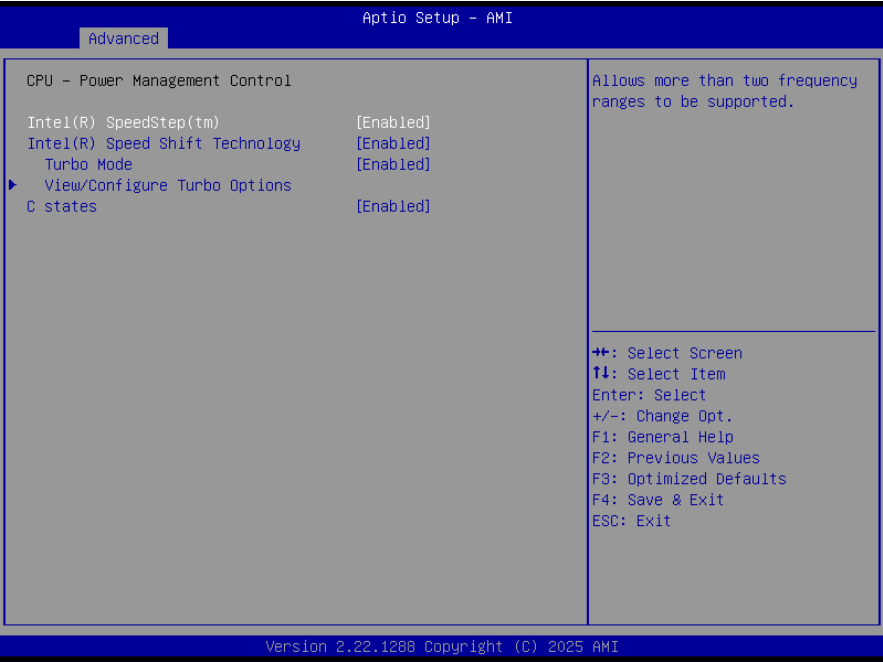 Aptio Setup – AMI
Advanced
CPU – Power Management Control
Allows more than two frequency
ranges to be supported.
Intel(R) SpeedStep(tm) [Enabled]
Intel(R) Speed Shift Technology [Enabled]
Turbo Mode [Enabled]
View/Configure Turbo Options
C states [Enabled]
→←: Select Screen
↑↓: Select Item
Enter: Select
+/-: Change Opt.
F1: General Help
F2: Previous Values
F3: Optimized Defaults
F4: Save & Exit
ESC: Exit
Version 2.22.1288 Copyright (C) 2025 AMI